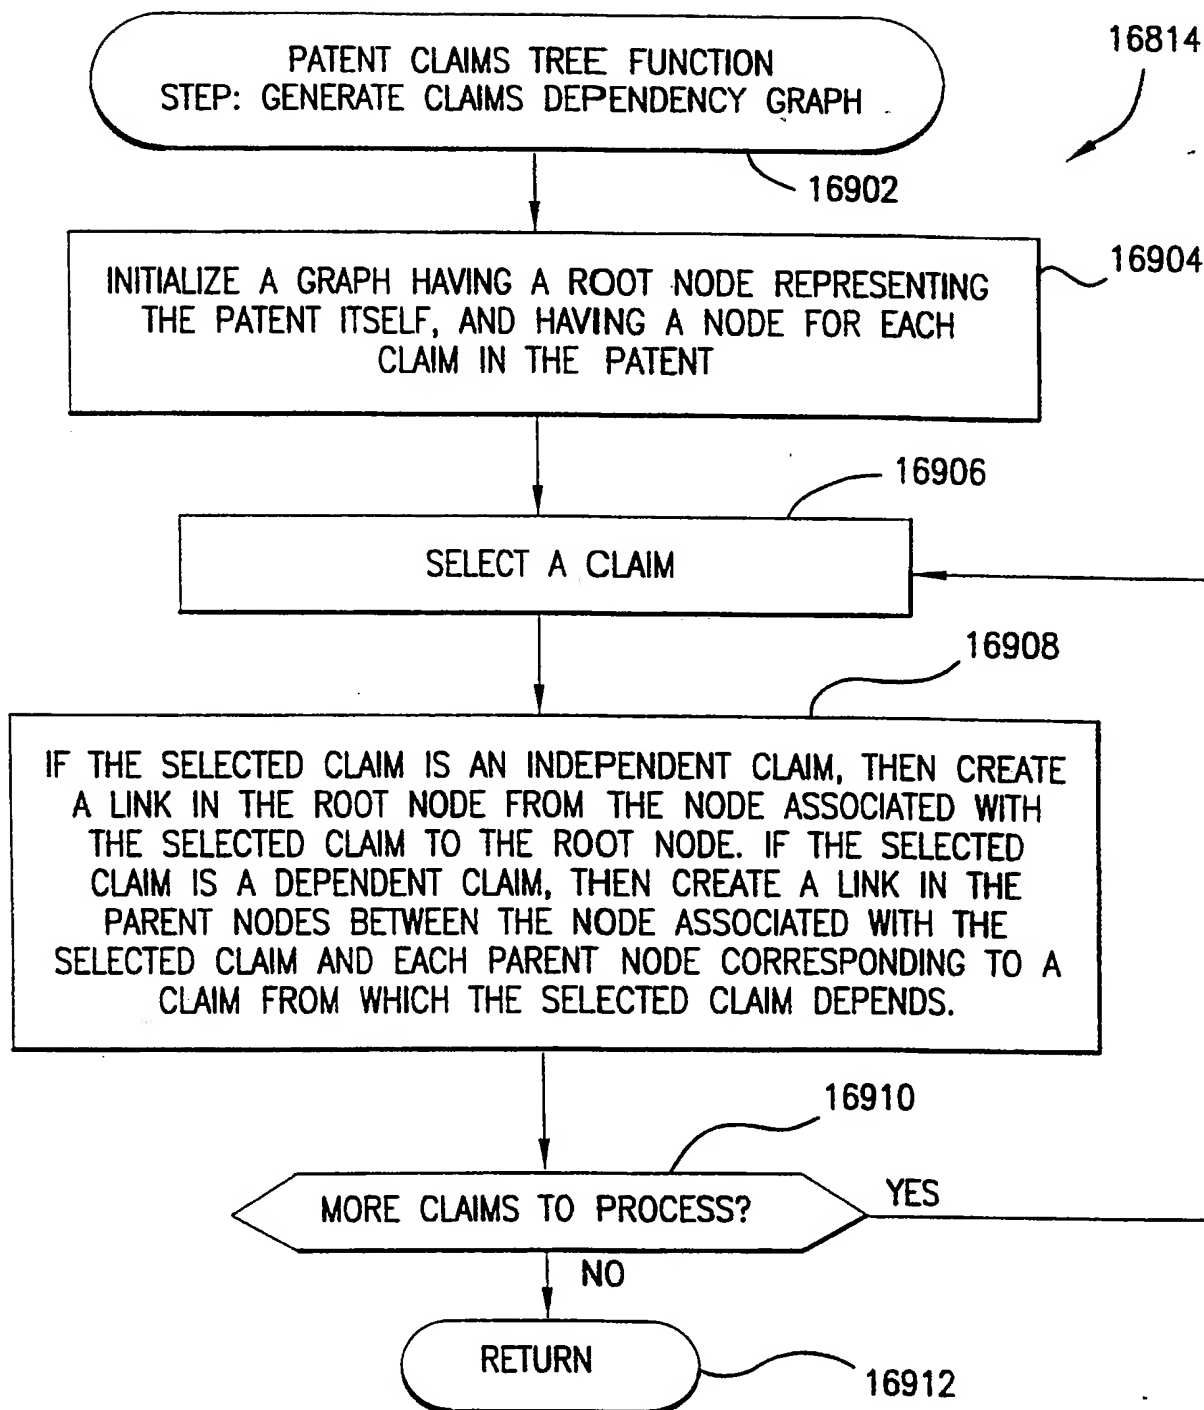 16814
PATENT CLAIMS TREE FUNCTION
STEP: GENERATE CLAIMS DEPENDENCY GRAPH
16902
16904
INITIALIZE A GRAPH HAVING A ROOT NODE REPRESENTING
THE PATENT ITSELF, AND HAVING A NODE FOR EACH
CLAIM IN THE PATENT
16906
SELECT A CLAIM
16908
IF THE SELECTED CLAIM IS AN INDEPENDENT CLAIM, THEN CREATE
A LINK IN THE ROOT NODE FROM THE NODE ASSOCIATED WITH
THE SELECTED CLAIM TO THE ROOT NODE. IF THE SELECTED
CLAIM IS A DEPENDENT CLAIM, THEN CREATE A LINK IN THE
PARENT NODES BETWEEN THE NODE ASSOCIATED WITH THE
SELECTED CLAIM AND EACH PARENT NODE CORRESPONDING TO A
CLAIM FROM WHICH THE SELECTED CLAIM DEPENDS.
16910
MORE CLAIMS TO PROCESS?
YES
NO
RETURN
16912